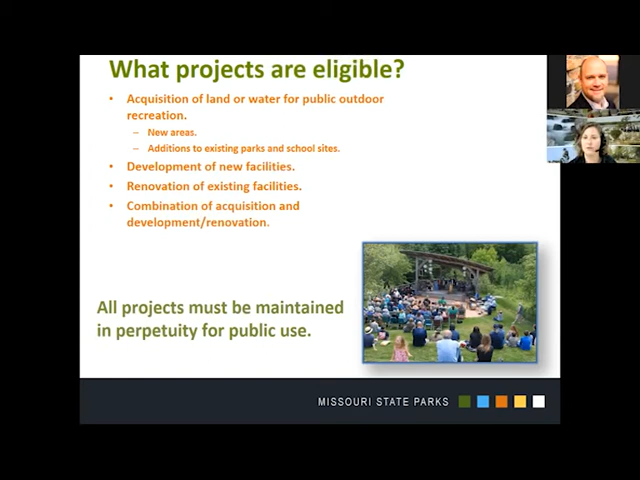 What projects are eligible?
• Acquisition of land or water for public outdoor
recreation.
– New areas.
– Additions to existing parks and school sites.
• Development of new facilities.
• Renovation of existing facilities.
• Combination of acquisition and
development/renovation.
All projects must be maintained
in perpetuity for public use.
MISSOURI STATE PARKS